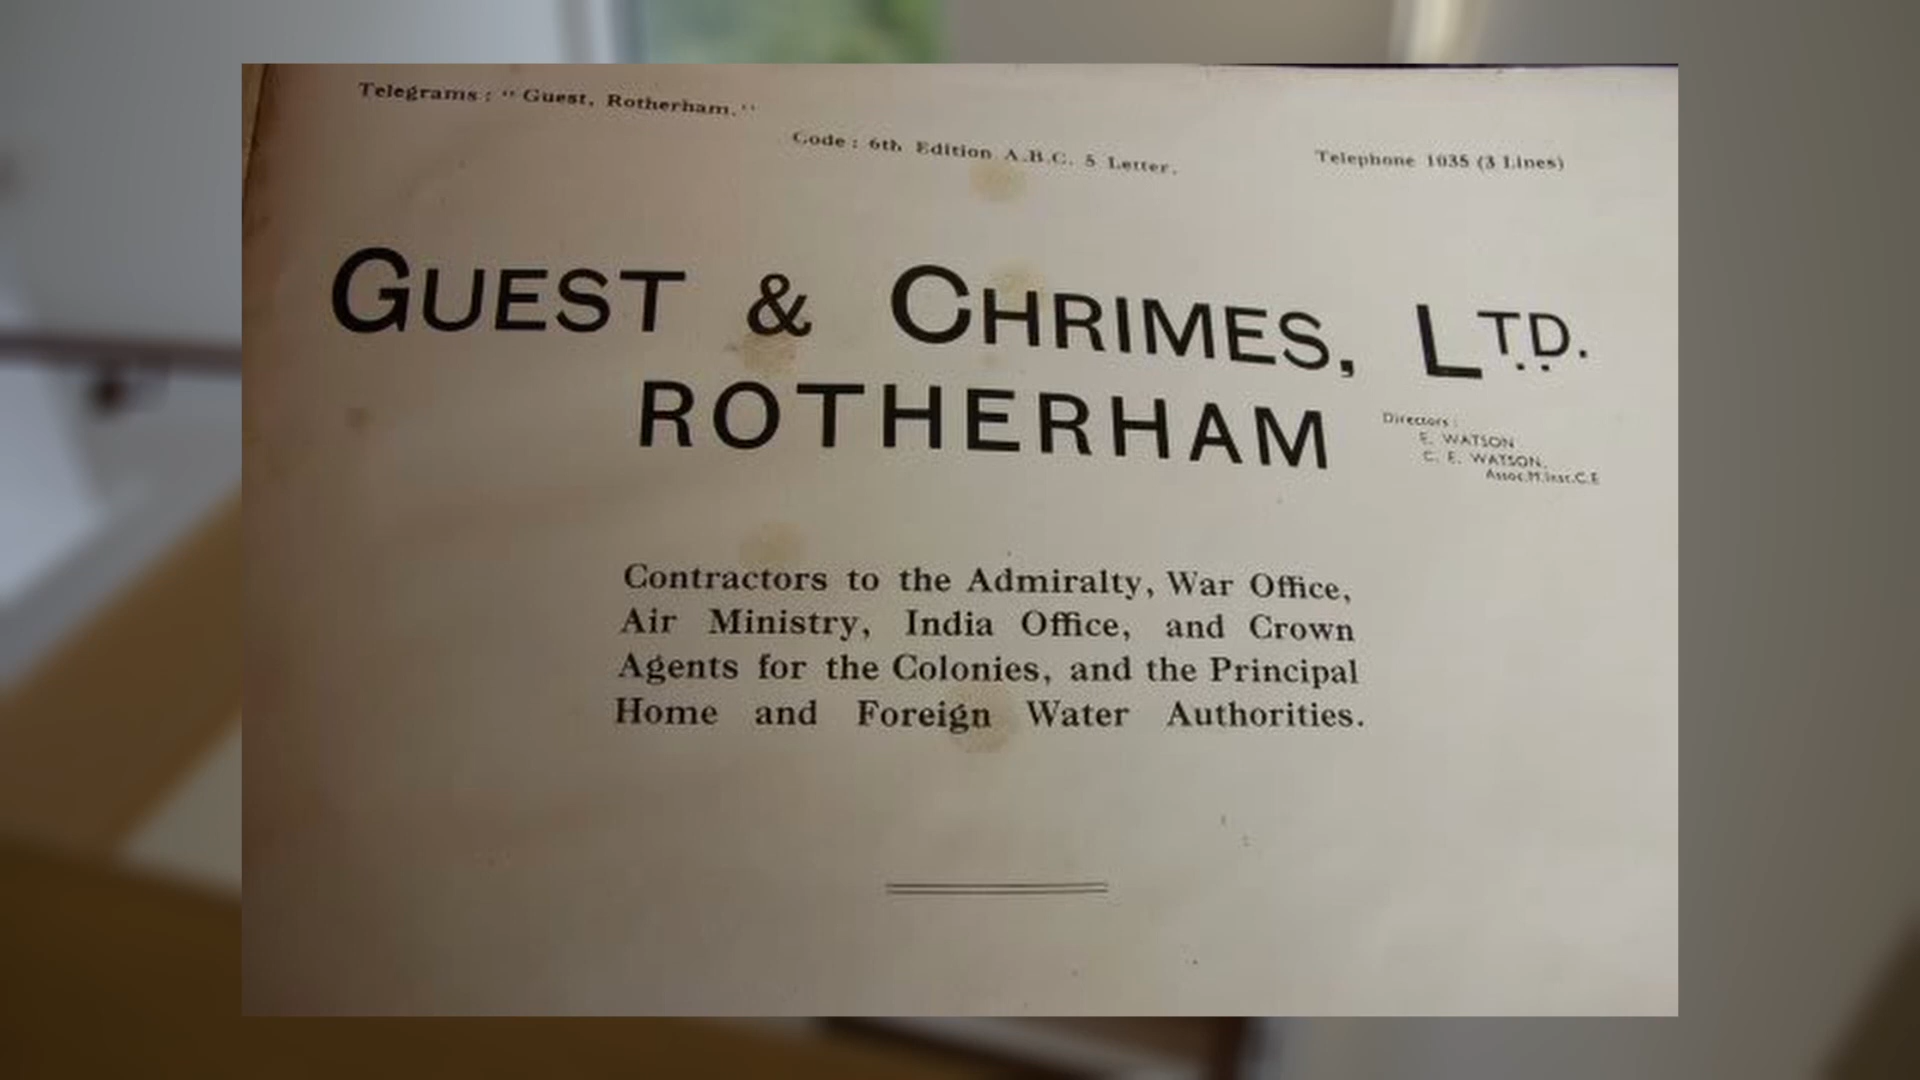 Telegrams: "Guest, Rotherham."
Code: 6th Edition A.B.C. 5 Letter.
Telephone 1035 (3 Lines)
GUEST & CHRIMES, LTD.
ROTHERHAM
Directors:
E. WATSON
C. E. WATSON,
Assoc.M.Inst.C.E
Contractors to the Admiralty, War Office,
Air Ministry, India Office, and Crown
Agents for the Colonies, and the Principal
Home and Foreign Water Authorities.